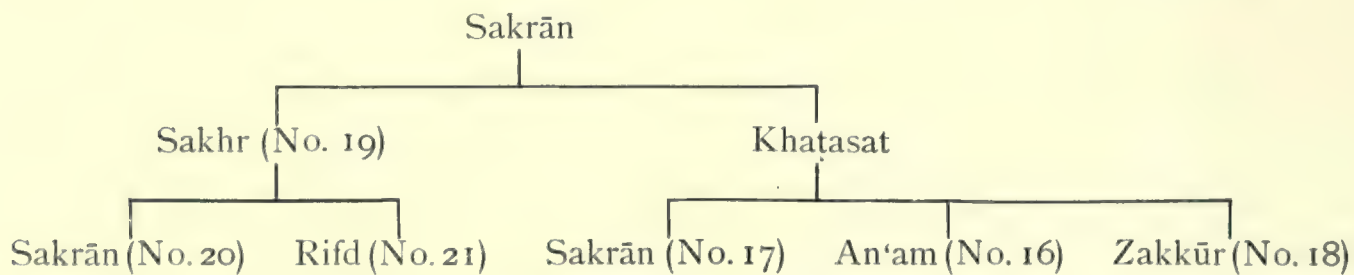 Sakrān
Sakhr (No. 19) Khaṭasat
Sakrān (No. 20) Rifd (No. 21) Sakrān (No. 17) An‘am (No. 16) Zakkūr (No. 18)